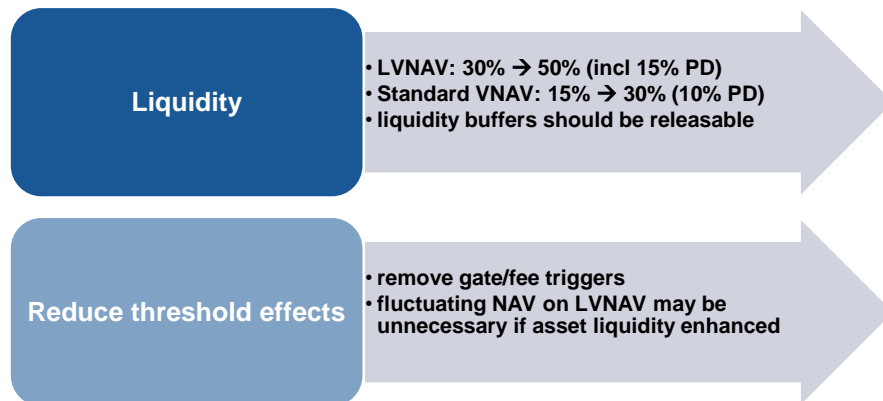 Liquidity
• LVNAV: 30% → 50% (incl 15% PD)
• Standard VNAV: 15% → 30% (10% PD)
• liquidity buffers should be releasable
Reduce threshold effects
• remove gate/fee triggers
• fluctuating NAV on LVNAV may be
unnecessary if asset liquidity enhanced